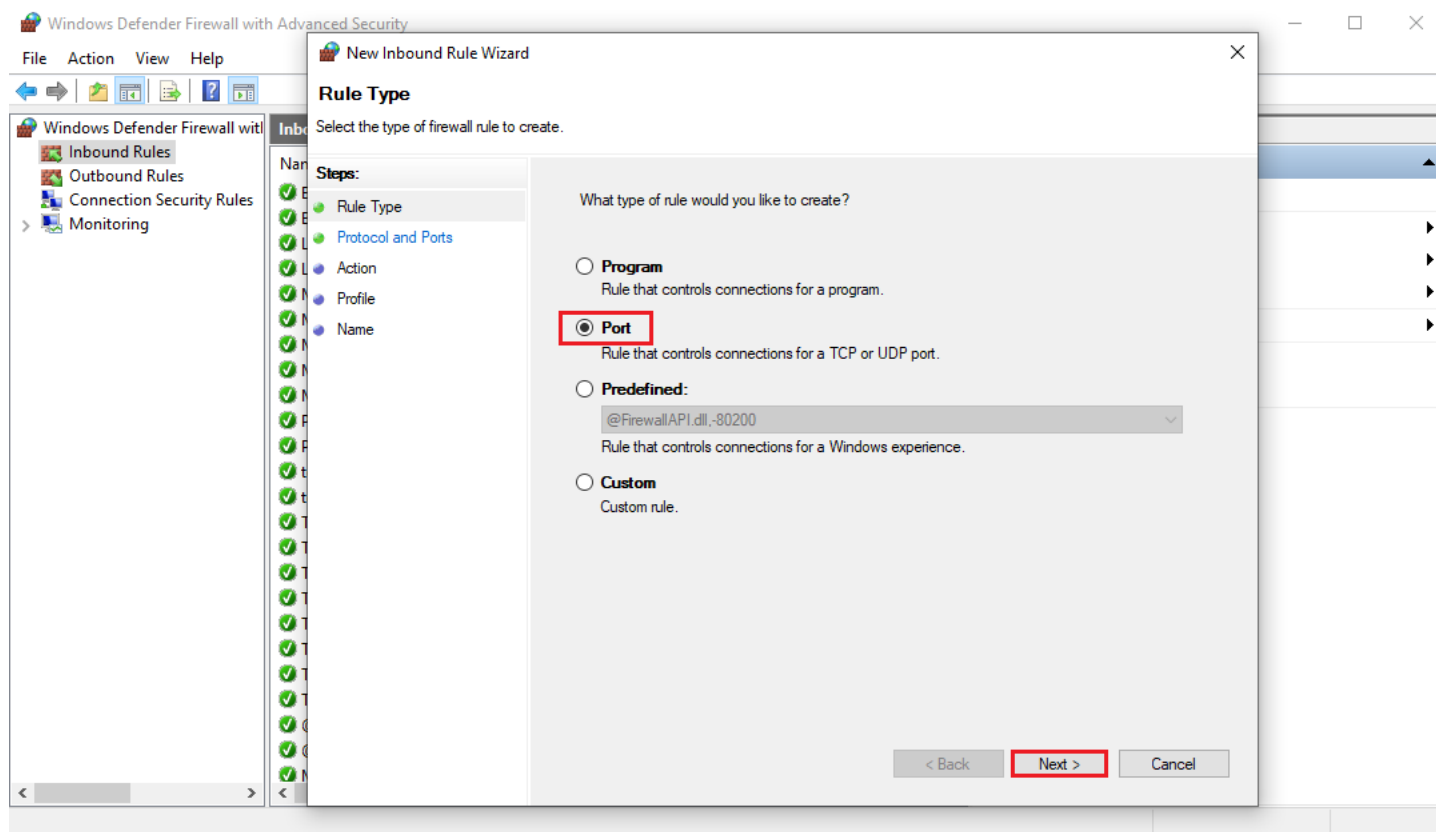 Windows Defender Firewall with Advanced Security
File Action View Help
Windows Defender Firewall
Inbound Rules
Outbound Rules
Connection Security Rules
Monitoring
New Inbound Rule Wizard
Rule Type
Select the type of firewall rule to create.
Steps:
Rule Type
Protocol and Ports
Action
Profile
Name
What type of rule would you like to create?
Program
Rule that controls connections for a program.
Port
Rule that controls connections for a TCP or UDP port.
Predefined:
@FirewallAPI.dll,-80200
Rule that controls connections for a Windows experience.
Custom
Custom rule.
< Back Next > Cancel